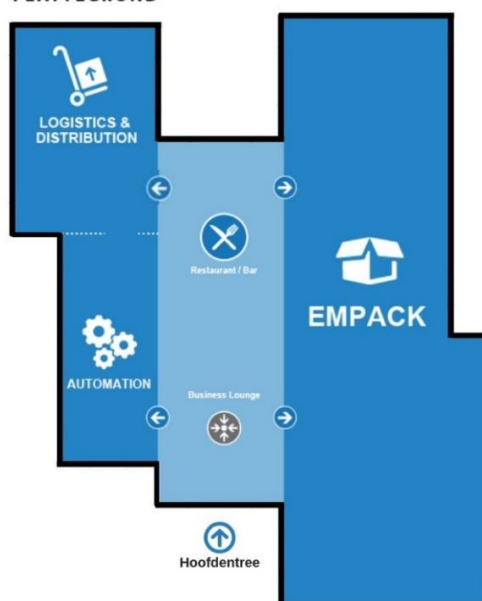 LOGISTICS &
DISTRIBUTION
Restaurant / Bar
EMPACK
AUTOMATION
Business Lounge
Hoofdentree